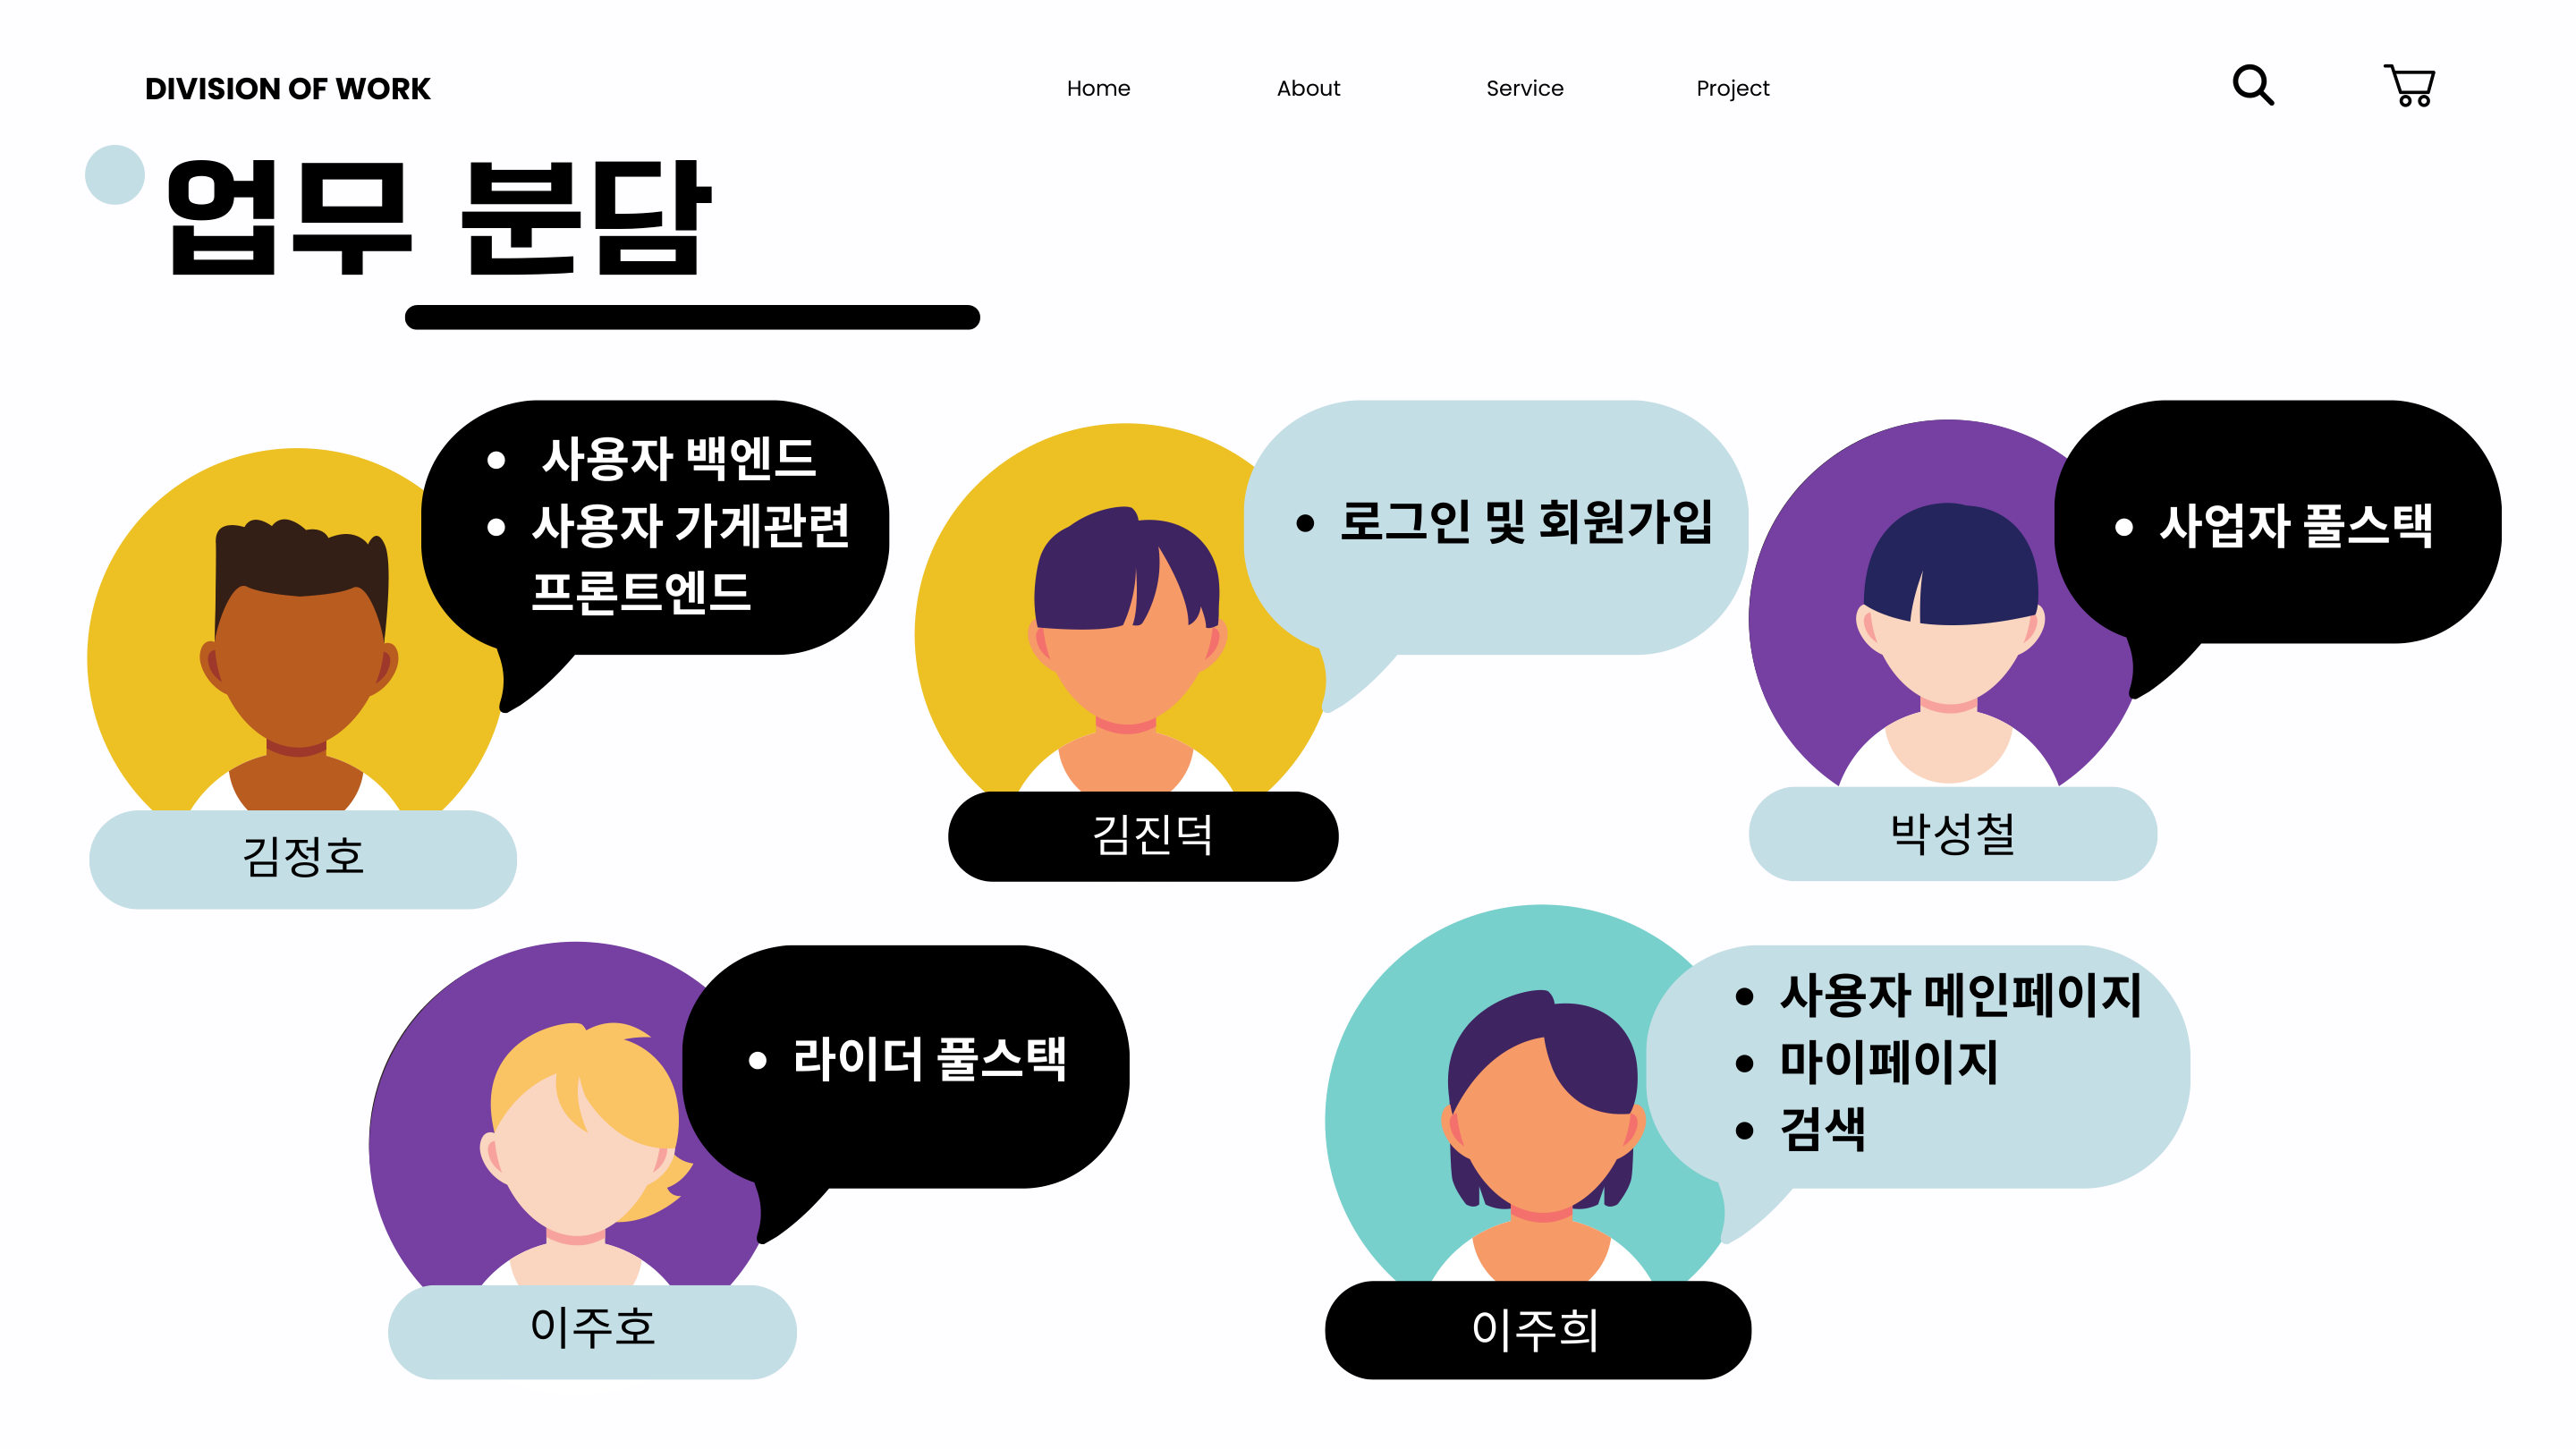 DIVISION OF WORK
Home
About
Service
Project
업무 분담
• 사용자 백엔드
• 사용자 가게관련
프론트엔드
김정호
• 로그인 및 회원가입
김진덕
• 사업자 풀스택
박성철
• 라이더 풀스택
이주호
• 사용자 메인페이지
• 마이페이지
• 검색
이주희